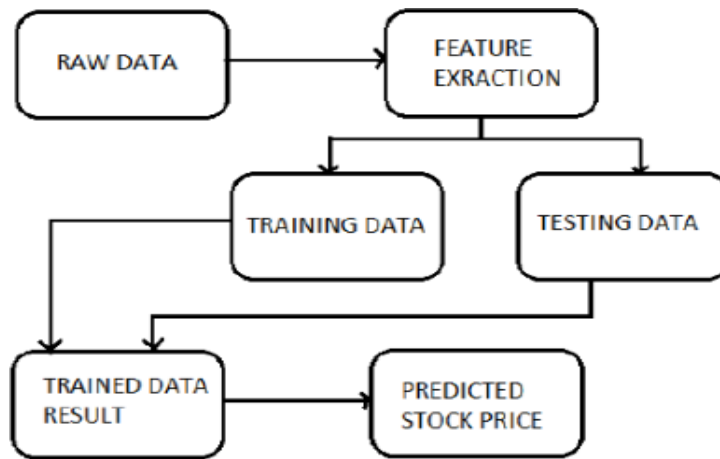 RAW DATA
FEATURE
EXRACTION
TRAINING DATA
TESTING DATA
TRAINED DATA
RESULT
PREDICTED
STOCK PRICE